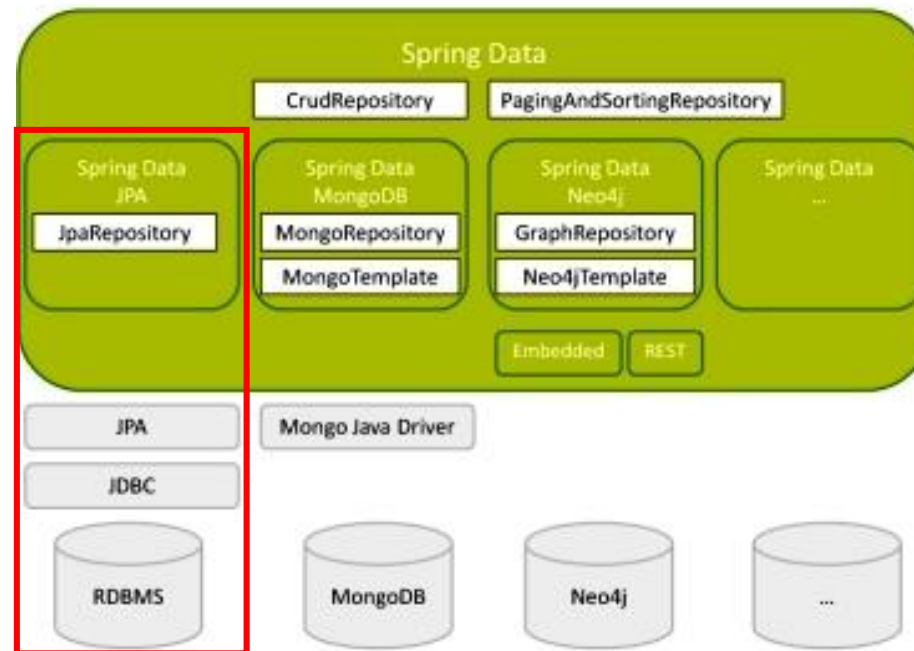 Spring Data
CrudRepository
PagingAndSortingRepository
Spring Data
JPA
JpaRepository
Spring Data
MongoDB
MongoRepository
MongoTemplate
Spring Data
Neo4j
GraphRepository
Neo4jTemplate
Spring Data
...
Embedded
REST
JPA
Mongo Java Driver
JDBC
RDBMS
MongoDB
Neo4j
...